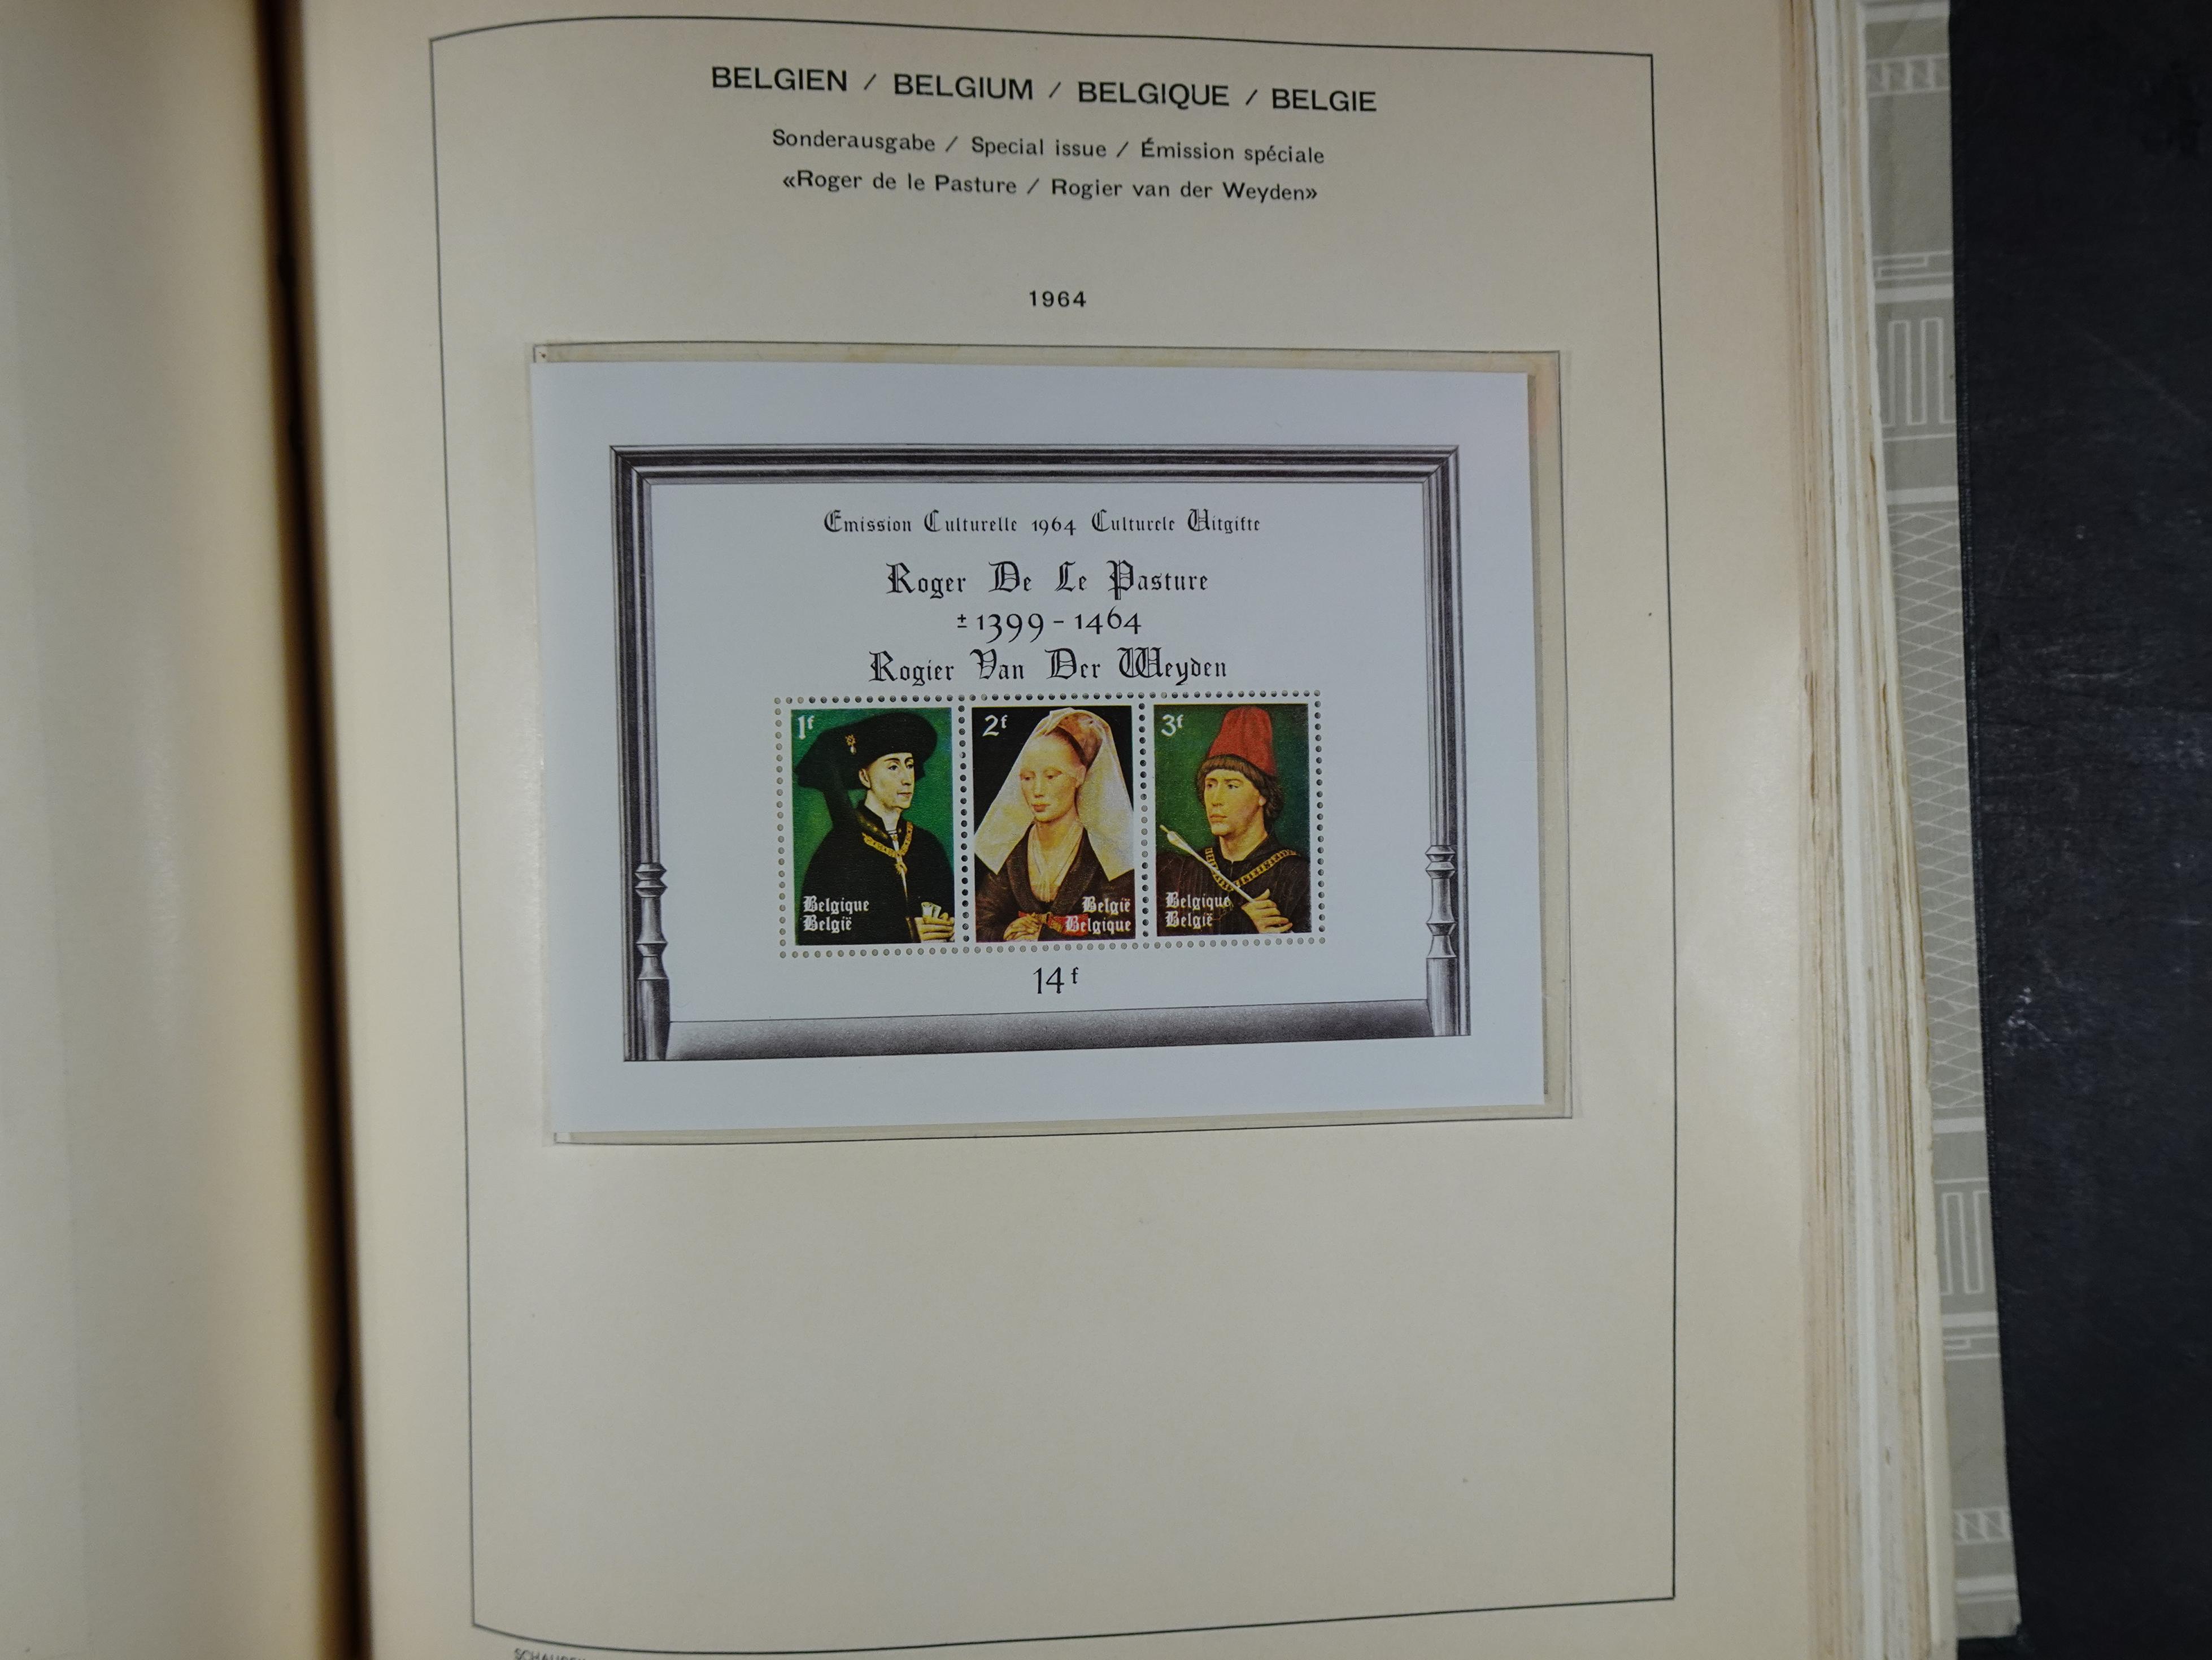 BELGIEN / BELGIUM / BELGIQUE / BELGIE
Sonderausgabe / Special issue / Émission spéciale
«Roger de le Pasture / Rogier van der Weyden»
1964
Emission Culturelle 1964 Culturele Uitgifte
Roger De Le Pasture
± 1399 - 1464
Rogier Van Der Weyden
1f
Belgique
België
2f
België
Belgique
3f
Belgique
België
14f